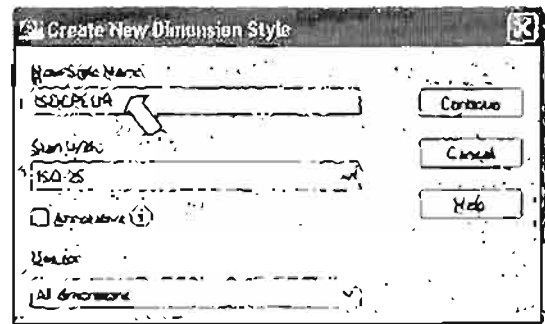 Create New Dimension Style
New Style Name:
Continue
Start With:
Cancel
ISO-25
Annotative
Help
Use for:
All dimensions